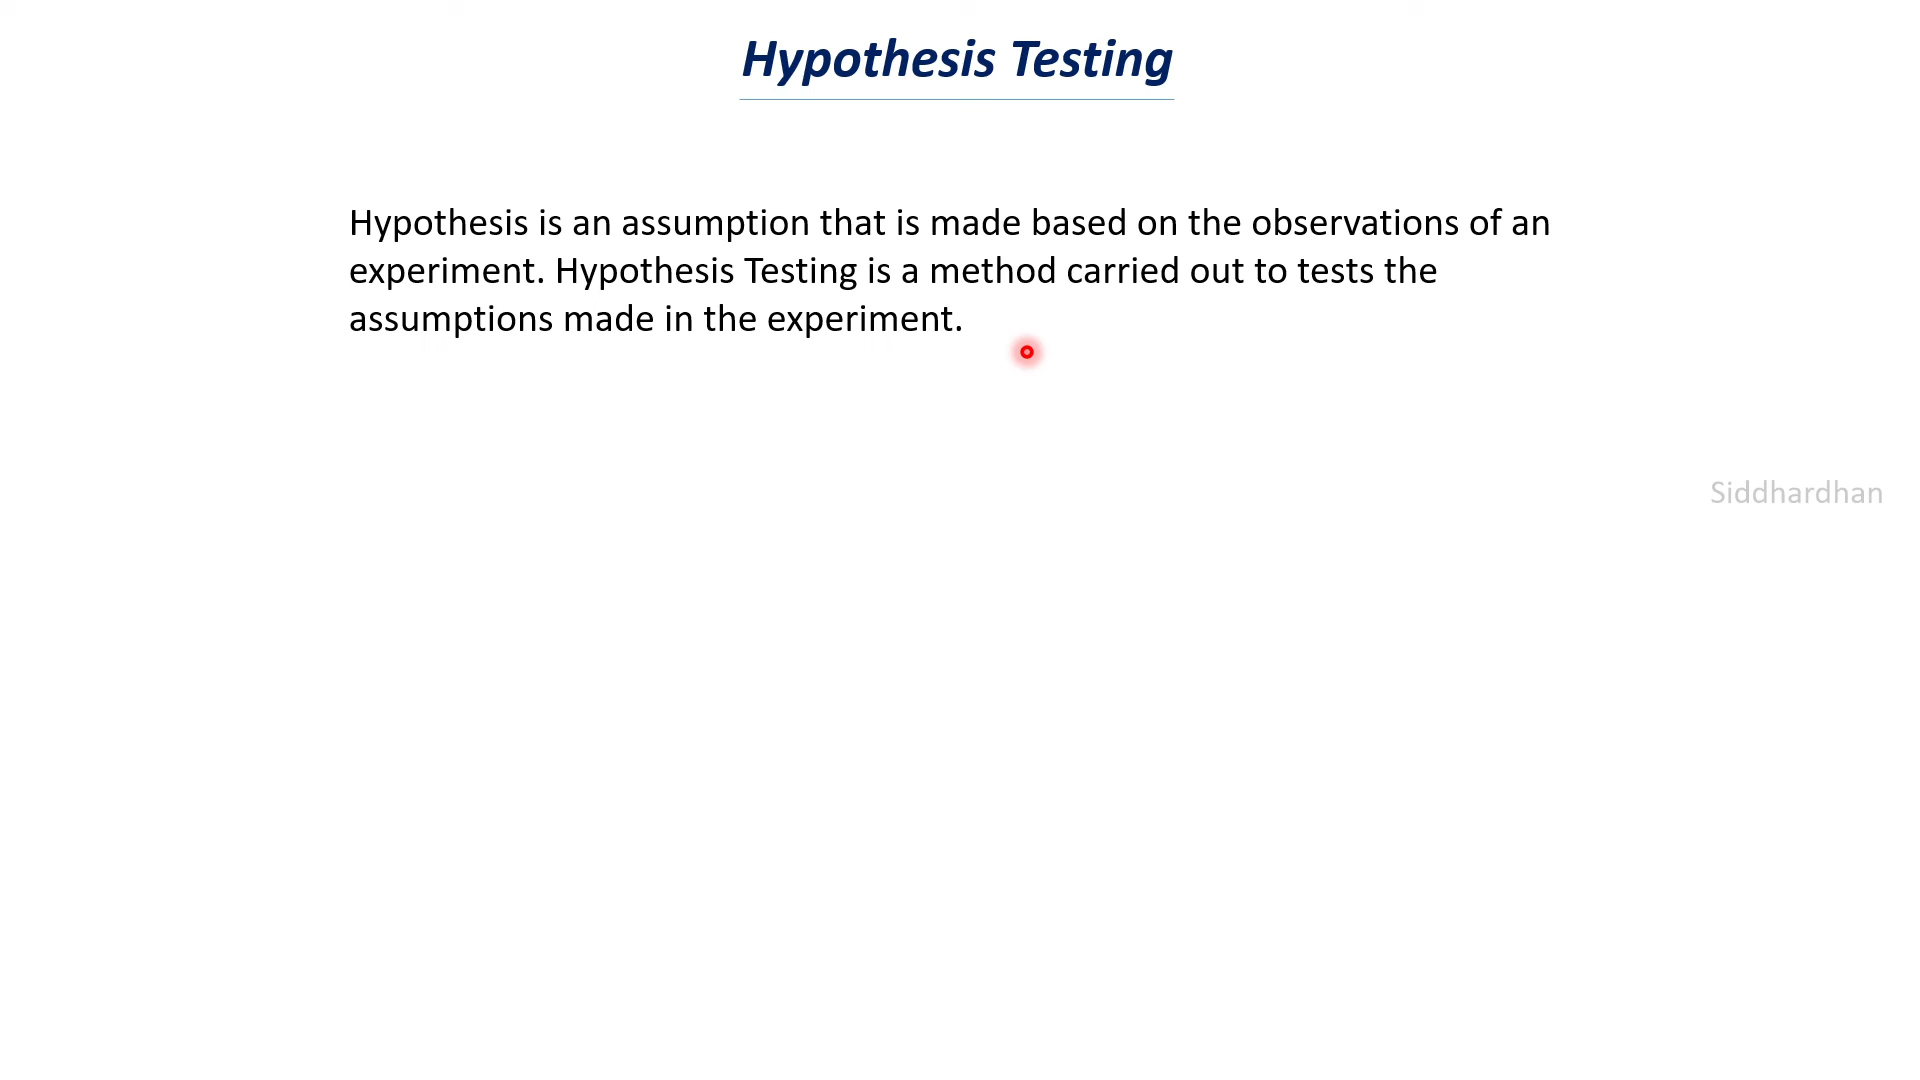 Hypothesis Testing
Hypothesis is an assumption that is made based on the observations of an
experiment. Hypothesis Testing is a method carried out to tests the
assumptions made in the experiment.
Siddhardhan